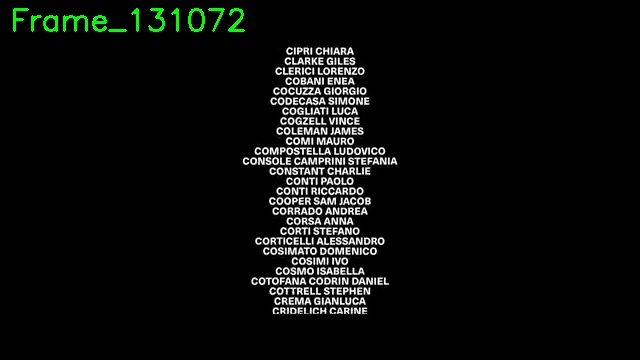 Frame_131072
CIPRI CHIARA
CLARKE GILES
CLERICI LORENZO
COBANI ENEA
COCUZZA GIORGIO
CODECASA SIMONE
COGLIATI LUCA
COGZELL VINCE
COLEMAN JAMES
COMI MAURO
COMPOSTELLA LUDOVICO
CONSOLE CAMPRINI STEFANIA
CONSTANT CHARLIE
CONTI PAOLO
CONTI RICCARDO
COOPER SAM JACOB
CORRADO ANDREA
CORSA ANNA
CORTI STEFANO
CORTICELLI ALESSANDRO
COSIMATO DOMENICO
COSIMI IVO
COSMO ISABELLA
COTOFANA CODRIN DANIEL
COTTRELL STEPHEN
CREMA GIANLUCA
CRIDELICH CARINE